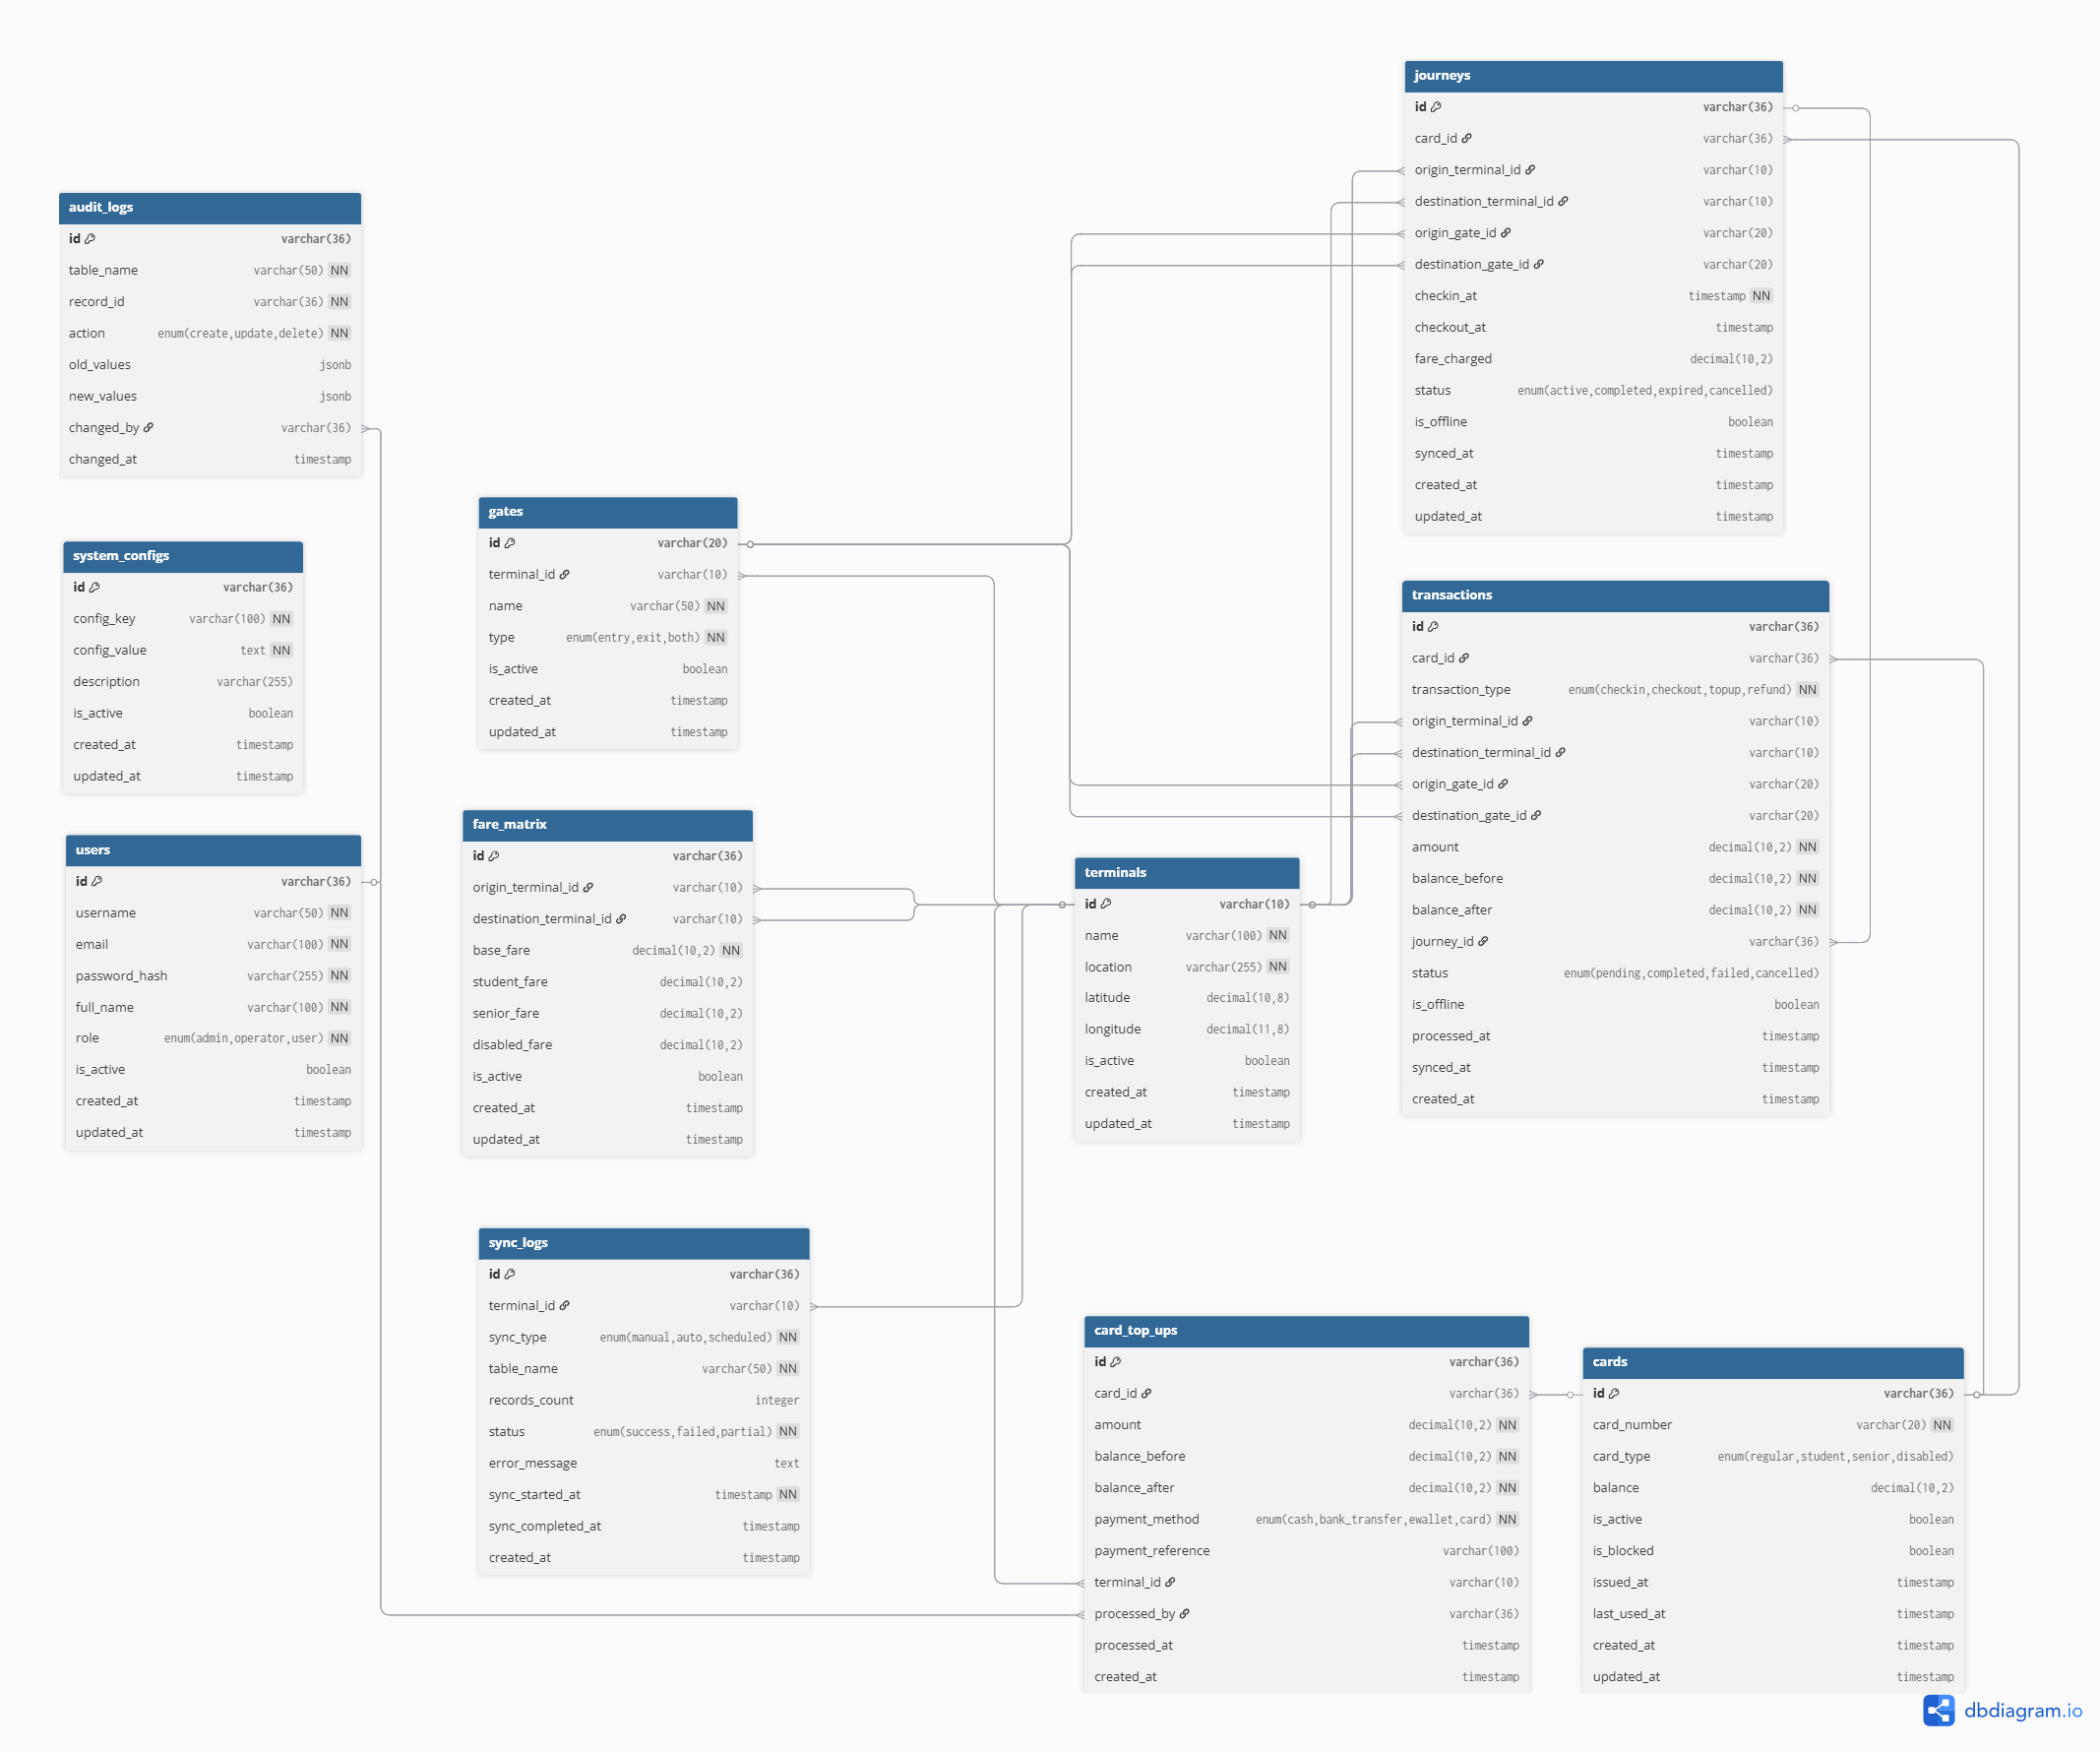 journeys
id varchar(36)
card_id varchar(36)
origin_terminal_id varchar(10)
destination_terminal_id varchar(10)
origin_gate_id varchar(20)
destination_gate_id varchar(20)
checkin_at timestamp NN
checkout_at timestamp
fare_charged decimal(10,2)
status enum(active,completed,expired,cancelled)
is_offline boolean
synced_at timestamp
created_at timestamp
updated_at timestamp
audit_logs
id varchar(36)
table_name varchar(50) NN
record_id varchar(36) NN
action enum(create,update,delete) NN
old_values jsonb
new_values jsonb
changed_by varchar(36)
changed_at timestamp
gates
id varchar(20)
terminal_id varchar(10)
name varchar(50) NN
type enum(entry,exit,both) NN
is_active boolean
created_at timestamp
updated_at timestamp
system_configs
id varchar(36)
config_key varchar(100) NN
config_value text NN
description varchar(255)
is_active boolean
created_at timestamp
updated_at timestamp
transactions
id varchar(36)
card_id varchar(36)
transaction_type enum(checkin,checkout,topup,refund) NN
origin_terminal_id varchar(10)
destination_terminal_id varchar(10)
origin_gate_id varchar(20)
destination_gate_id varchar(20)
amount decimal(10,2) NN
balance_before decimal(10,2) NN
balance_after decimal(10,2) NN
journey_id varchar(36)
status enum(pending,completed,failed,cancelled)
is_offline boolean
processed_at timestamp
synced_at timestamp
created_at timestamp
users
id varchar(36)
username varchar(50) NN
email varchar(100) NN
password_hash varchar(255) NN
full_name varchar(100) NN
role enum(admin,operator,user) NN
is_active boolean
created_at timestamp
updated_at timestamp
fare_matrix
id varchar(36)
origin_terminal_id varchar(10)
destination_terminal_id varchar(10)
base_fare decimal(10,2) NN
student_fare decimal(10,2)
senior_fare decimal(10,2)
disabled_fare decimal(10,2)
is_active boolean
created_at timestamp
updated_at timestamp
terminals
id varchar(10)
name varchar(100) NN
location varchar(255) NN
latitude decimal(10,8)
longitude decimal(11,8)
is_active boolean
created_at timestamp
updated_at timestamp
sync_logs
id varchar(36)
terminal_id varchar(10)
sync_type enum(manual,auto,scheduled) NN
table_name varchar(50) NN
records_count integer
status enum(success,failed,partial) NN
error_message text
sync_started_at timestamp NN
sync_completed_at timestamp
created_at timestamp
card_top_ups
id varchar(36)
card_id varchar(36)
amount decimal(10,2) NN
balance_before decimal(10,2) NN
balance_after decimal(10,2) NN
payment_method enum(cash,bank_transfer,ewallet,card) NN
payment_reference varchar(100)
terminal_id varchar(10)
processed_by varchar(36)
processed_at timestamp
created_at timestamp
cards
id varchar(36)
card_number varchar(20) NN
card_type enum(regular,student,senior,disabled)
balance decimal(10,2)
is_active boolean
is_blocked boolean
issued_at timestamp
last_used_at timestamp
created_at timestamp
updated_at timestamp
dbdiagram.io